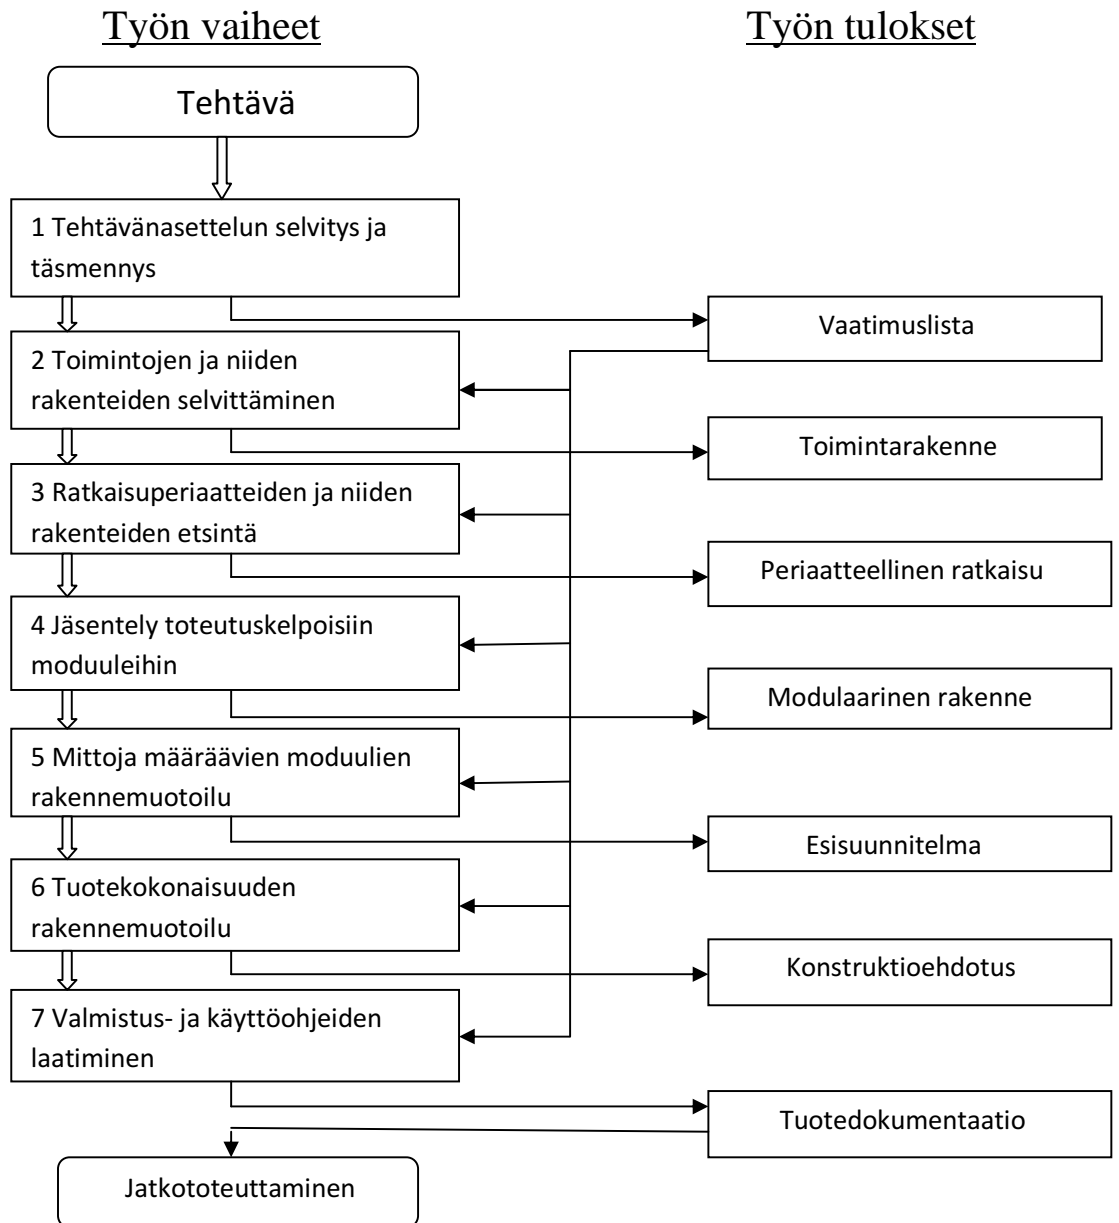 Työn vaiheet
Työn tulokset
Tehtävä
1 Tehtävänasettelun selvitys ja
täsmennys
Vaatimuslista
2 Toimintojen ja niiden
rakenteiden selvittäminen
Toimintarakenne
3 Ratkaisuperiaatteiden ja niiden
rakenteiden etsintä
Periaatteellinen ratkaisu
4 Jäsentely toteutuskelpoisiin
moduuleihin
Modulaarinen rakenne
5 Mittoja määräävien moduulien
rakennemuotoilu
Esisuunnitelma
6 Tuotekokonaisuuden
rakennemuotoilu
Konstruktioehdotus
7 Valmistus- ja käyttöohjeiden
laatiminen
Tuotedokumentaatio
Jatkototeuttaminen